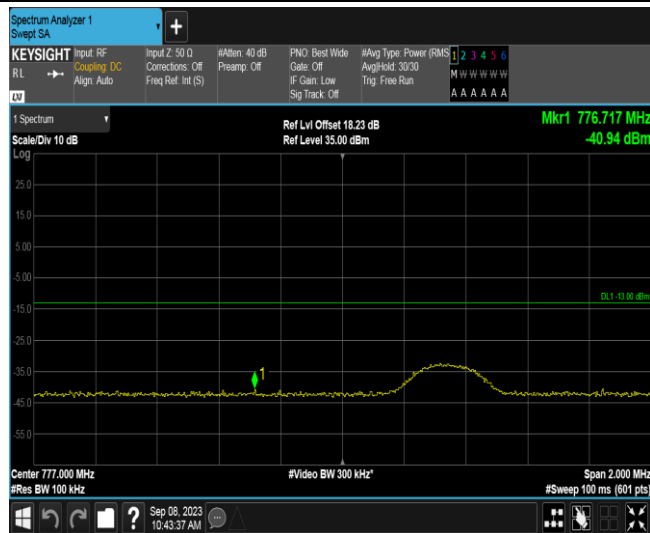 Spectrum Analyzer 1
Swept SA
+
KEYSIGHT
RL
Input: RF
Coupling: DC
Align: Auto
Input Z: 50 Ω
Corrections: Off
Freq Ref: Int (S)
#Atten: 40 dB
Preamp: Off
PNO: Best Wide
Gate: Off
IF Gain: Low
Sig Track: Off
#Avg Type: Power (RMS
Avg|Hold: 30/30
Trig: Free Run
1 2 3 4 5 6
M W W W W W
A A A A A A
LXI
1 Spectrum
Scale/Div 10 dB
Ref Lvl Offset 18.23 dB
Ref Level 35.00 dBm
Mkr1 776.717 MHz
-40.94 dBm
Log
25.0
15.0
5.00
-5.00
DL1 -13.00 dBm
-15.0
-25.0
-35.0
1
-45.0
-55.0
Center 777.000 MHz
#Video BW 300 kHz*
Span 2.000 MHz
#Res BW 100 kHz
#Sweep 100 ms (601 pts)
?
Sep 08, 2023
10:43:37 AM